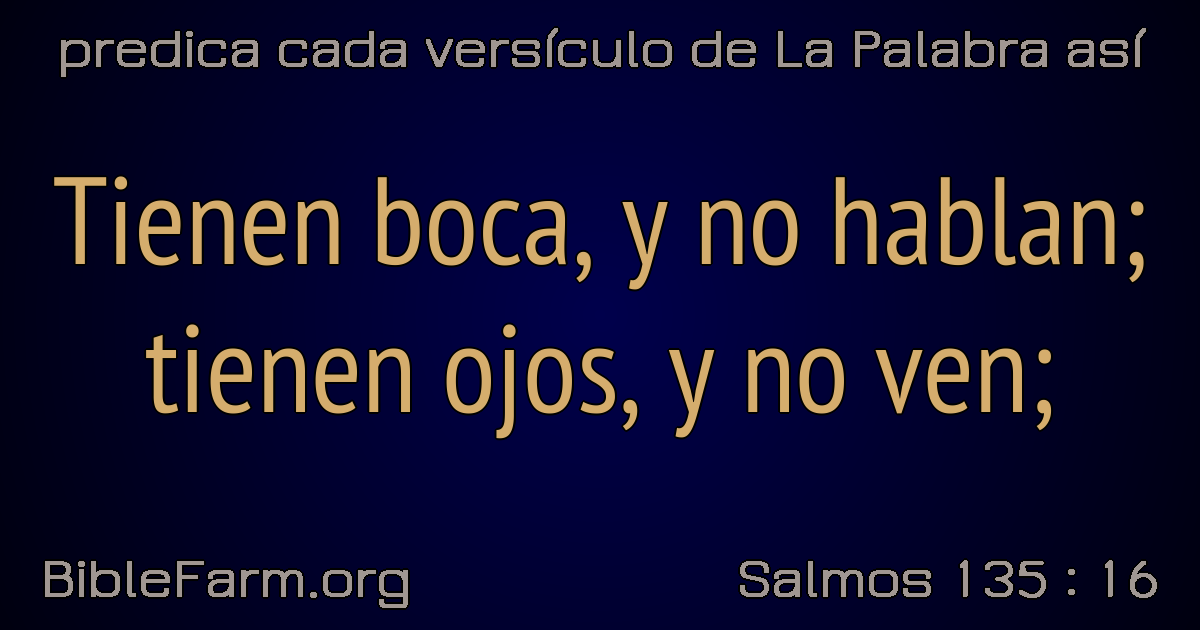 predica cada versículo de La Palabra así
Tienen boca, y no hablan;
tienen ojos, y no ven;
BibleFarm.org
Salmos 135 : 16